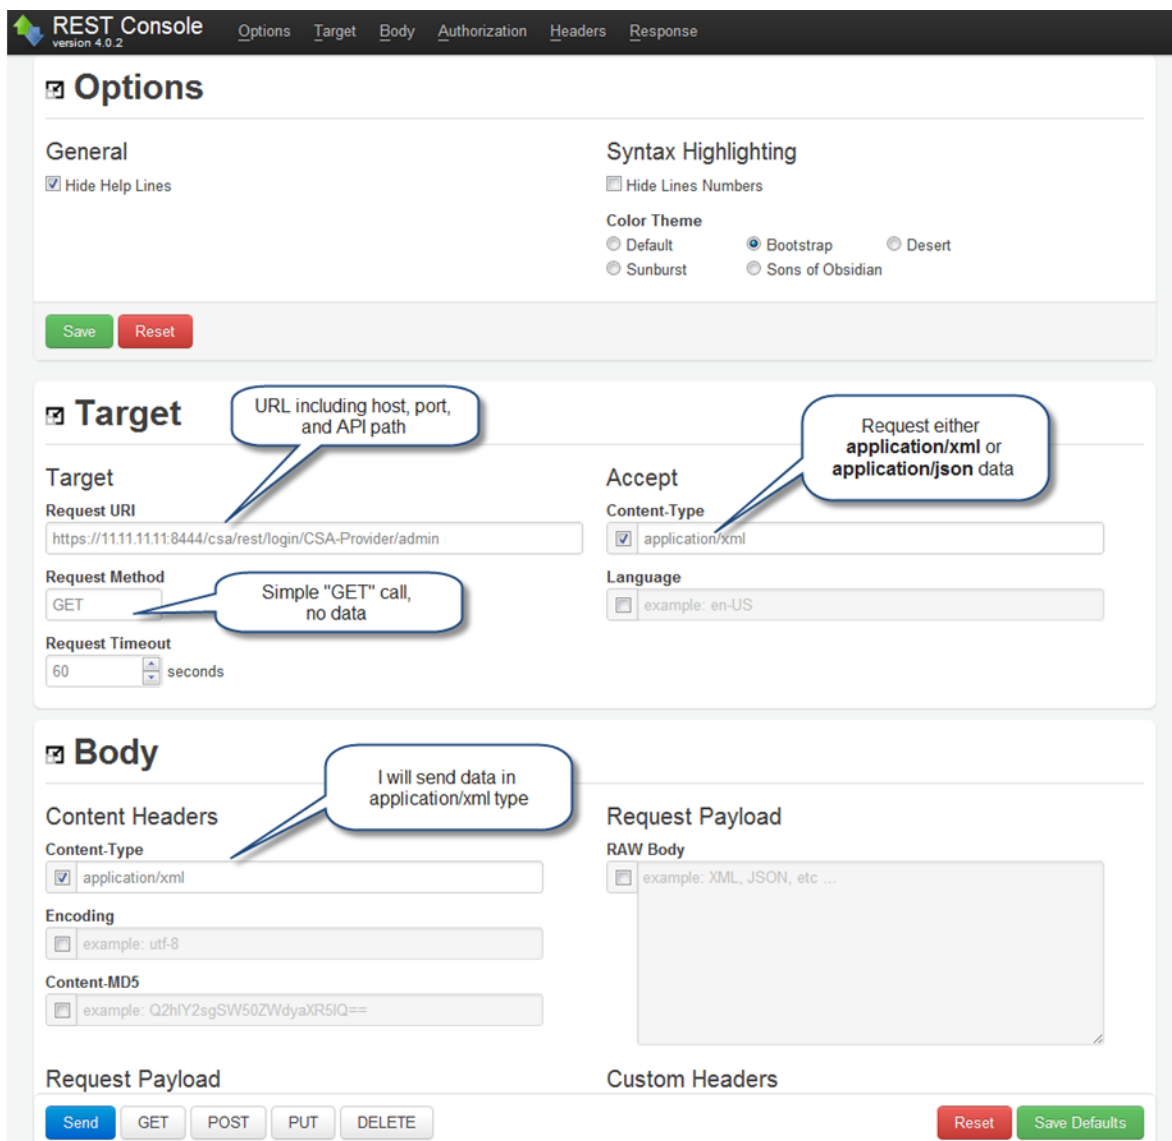 REST Console
version 4.0.2
Options Target Body Authorization Headers Response
Options
General
Hide Help Lines
Syntax Highlighting
Hide Lines Numbers
Color Theme
Default Bootstrap Desert
Sunburst Sons of Obsidian
Save Reset
Target
URL including host, port,
and API path
Request either
application/xml or
application/json data
Target
Request URI
https://11.11.11.11:8444/csa/rest/login/CSA-Provider/admin
Request Method
GET
Simple "GET" call,
no data
Request Timeout
60 seconds
Accept
Content-Type
application/xml
Language
example: en-US
Body
I will send data in
application/xml type
Content Headers
Content-Type
application/xml
Encoding
example: utf-8
Content-MD5
example: Q2hlY2sgSW50ZWdyaXR5IQ==
Request Payload
RAW Body
example: XML, JSON, etc ...
Request Payload
Custom Headers
Send GET POST PUT DELETE Reset Save Defaults